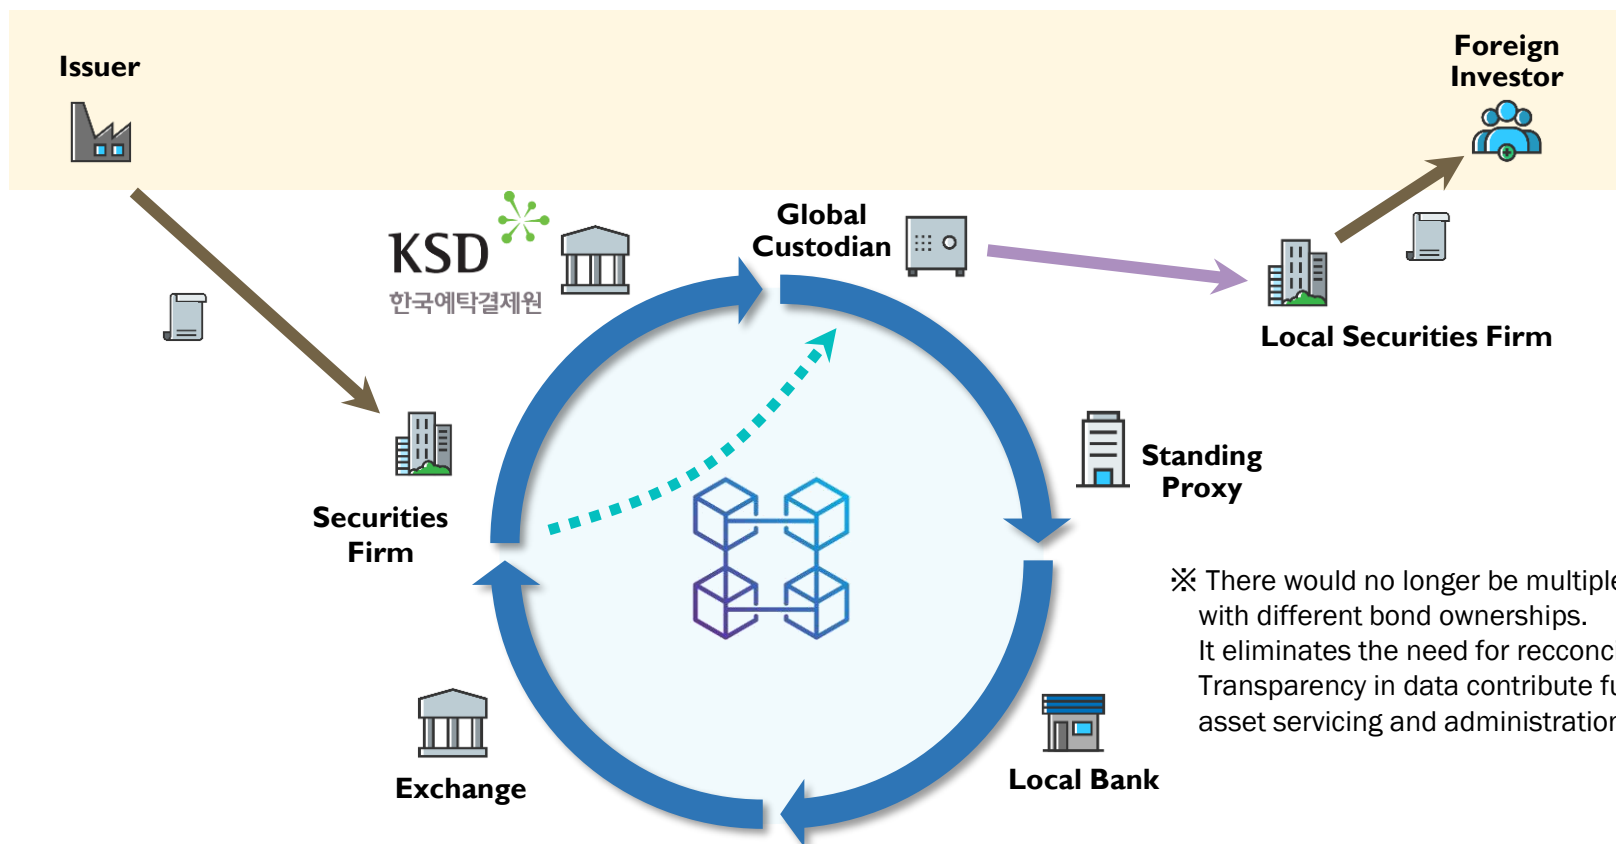 Issuer
Foreign
Investor
KSD
한국예탁결제원
Global
Custodian
Local Securities Firm
Securities
Firm
Standing
Proxy
Exchange
Local Bank
※ There would no longer be multiple
with different bond ownerships.
It eliminates the need for
Transparency in data contribute
asset servicing and administration